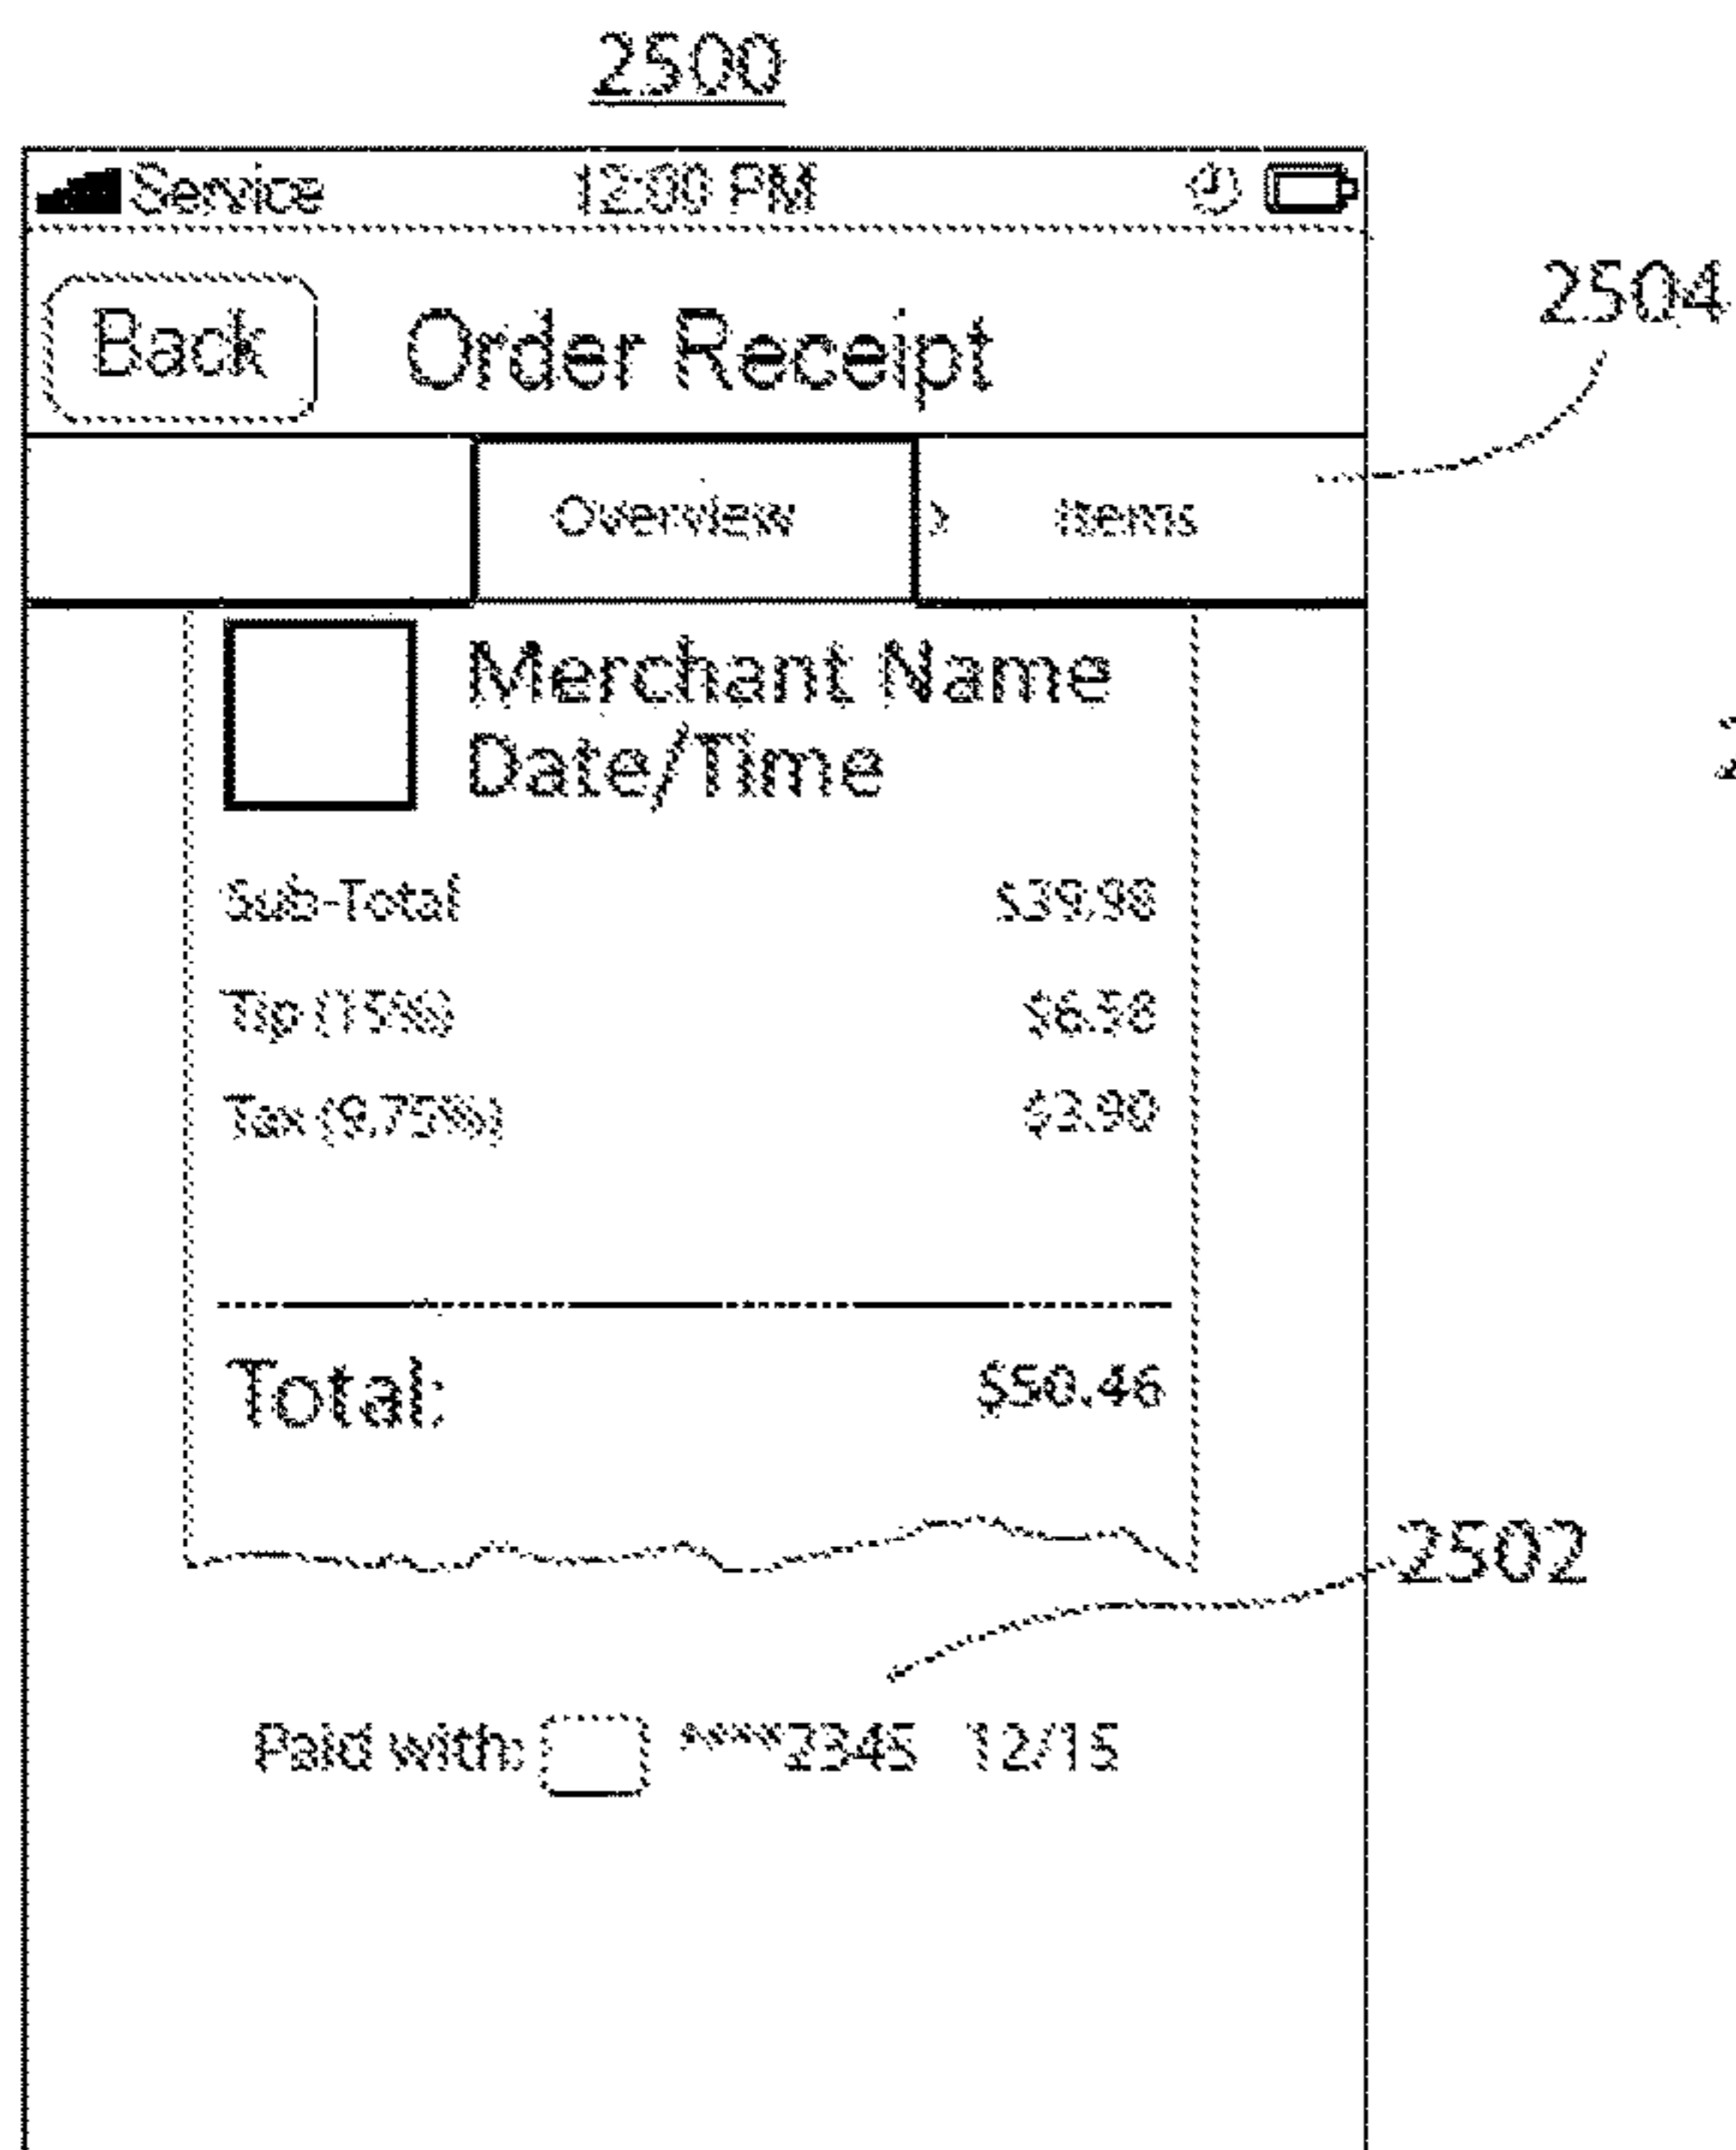 2500
Service 12:00 PM
2504
Back Order Receipt
Overview > Items
Merchant Name
Date/Time
Sub-Total $39.98
Tip (15%) $6.58
Tax (9.75%) $3.90
Total: $50.46
2502
Paid with: ****2345 12/15